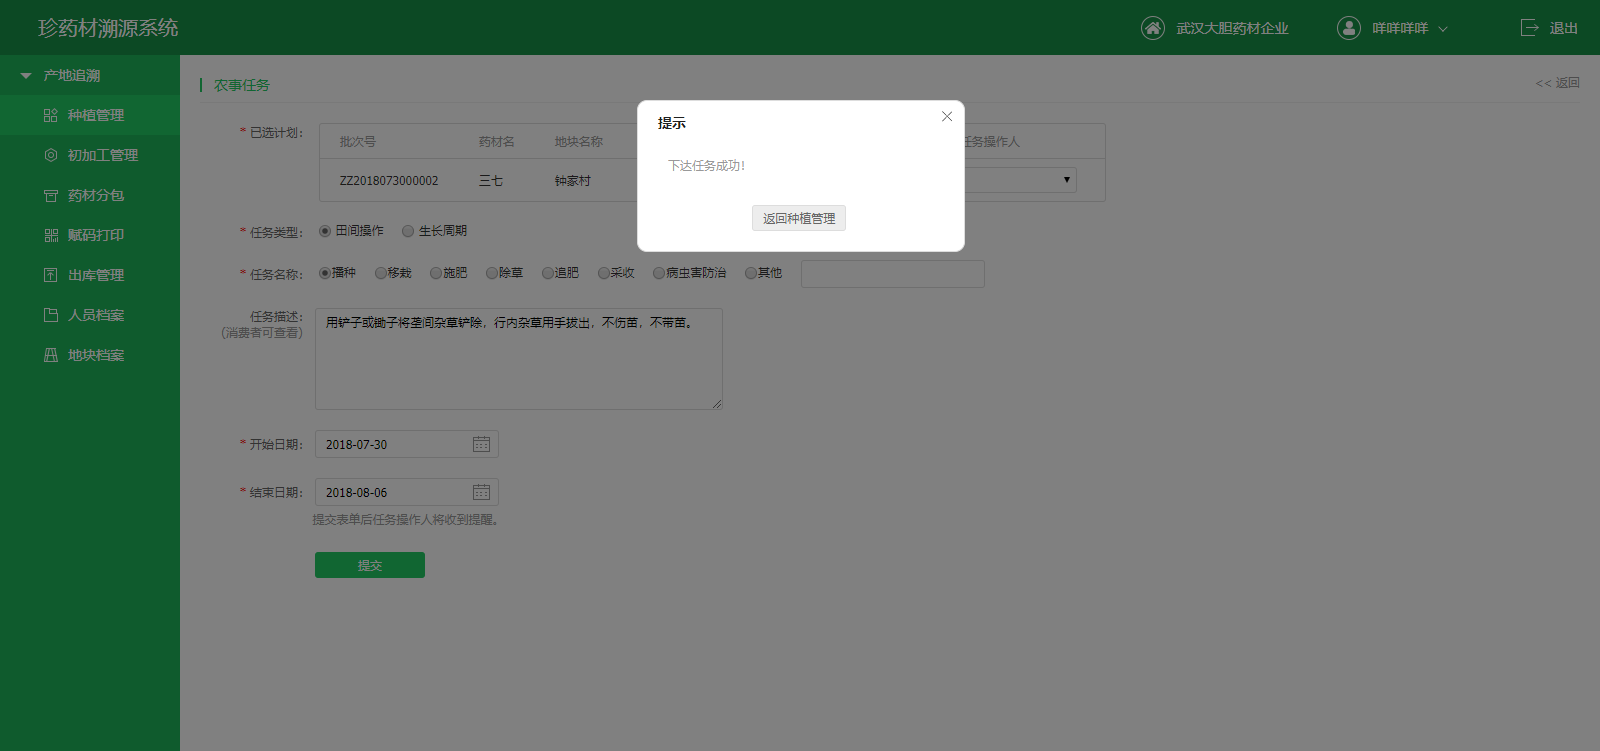 珍药材溯源系统
武汉大胆药材企业
咩咩咩咩
退出
产地追溯
种植管理
初加工管理
药材分包
赋码打印
出库管理
人员档案
地块档案
农事任务
<< 返回
提示
下达任务成功！
返回种植管理
* 已选计划：
批次号 药材名 地块名称 任务操作人
ZZ2018073000002 三七 钟家村
* 任务类型： 田间操作 生长周期
* 任务名称： 播种 移栽 施肥 除草 追肥 采收 病虫害防治 其他
任务描述：
(消费者可查看)
用铲子或锄子将垄间杂草铲除，行内杂草用手拔出，不伤苗，不带苗。
* 开始日期： 2018-07-30
* 结束日期： 2018-08-06
提交表单后任务操作人将收到提醒。
提交